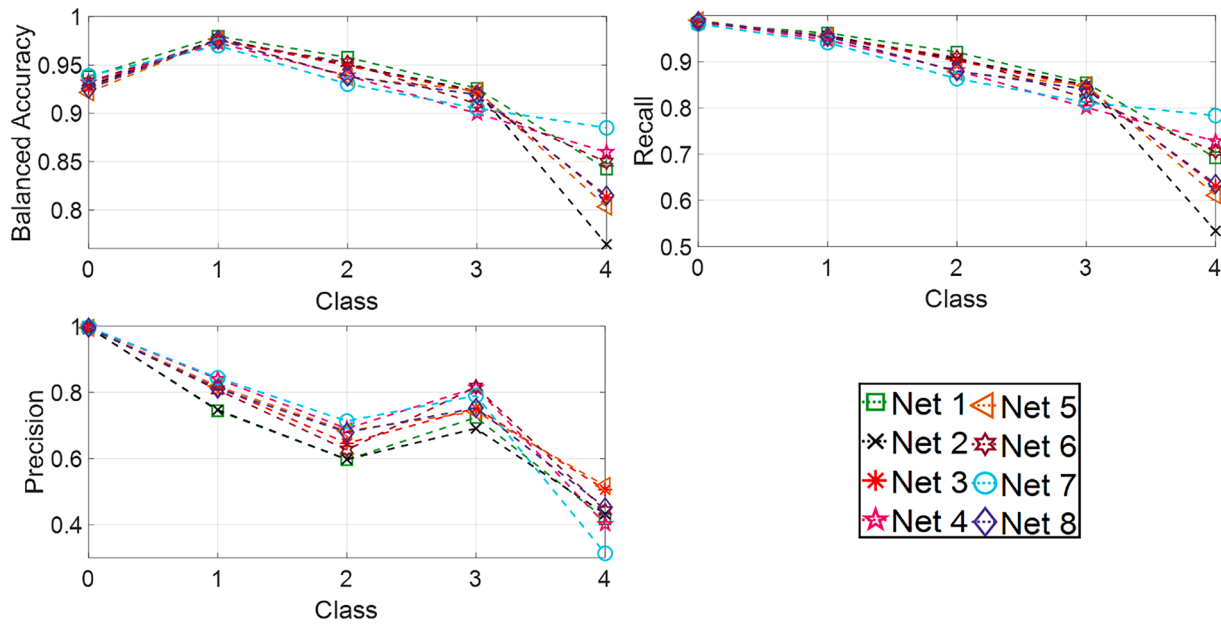 Balanced Accuracy
1
0.95
0.9
0.85
0.8
0 1 2 3 4
Class
Recall
0.9
0.8
0.7
0.6
0.5
0 1 2 3 4
Class
Precision
1
0.8
0.6
0.4
0 1 2 3 4
Class
Net 1 Net 5
Net 2 Net 6
Net 3 Net 7
Net 4 Net 8